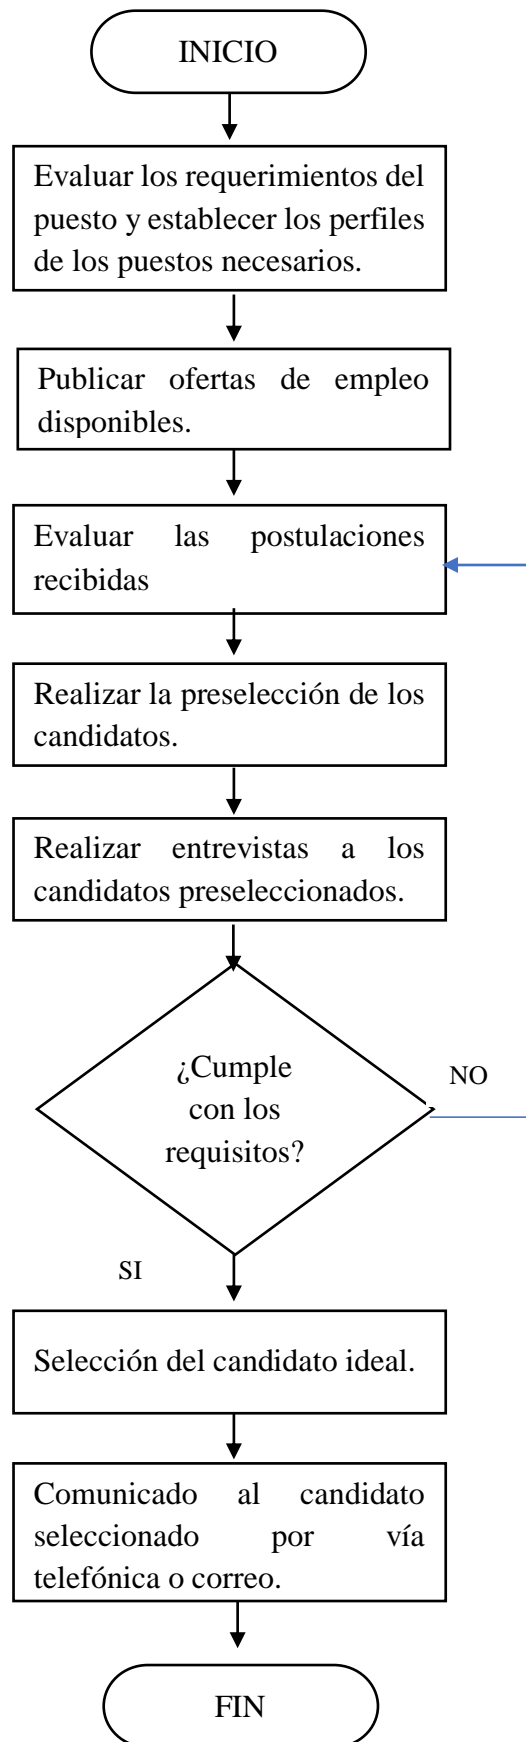 INICIO
Evaluar los requerimientos del
puesto y establecer los perfiles
de los puestos necesarios.
Publicar ofertas de empleo
disponibles.
Evaluar las postulaciones
recibidas
Realizar la preselección de los
candidatos.
Realizar entrevistas a los
candidatos preseleccionados.
¿Cumple
con los
requisitos?
NO
SI
Selección del candidato ideal.
Comunicado al candidato
seleccionado por vía
telefónica o correo.
FIN